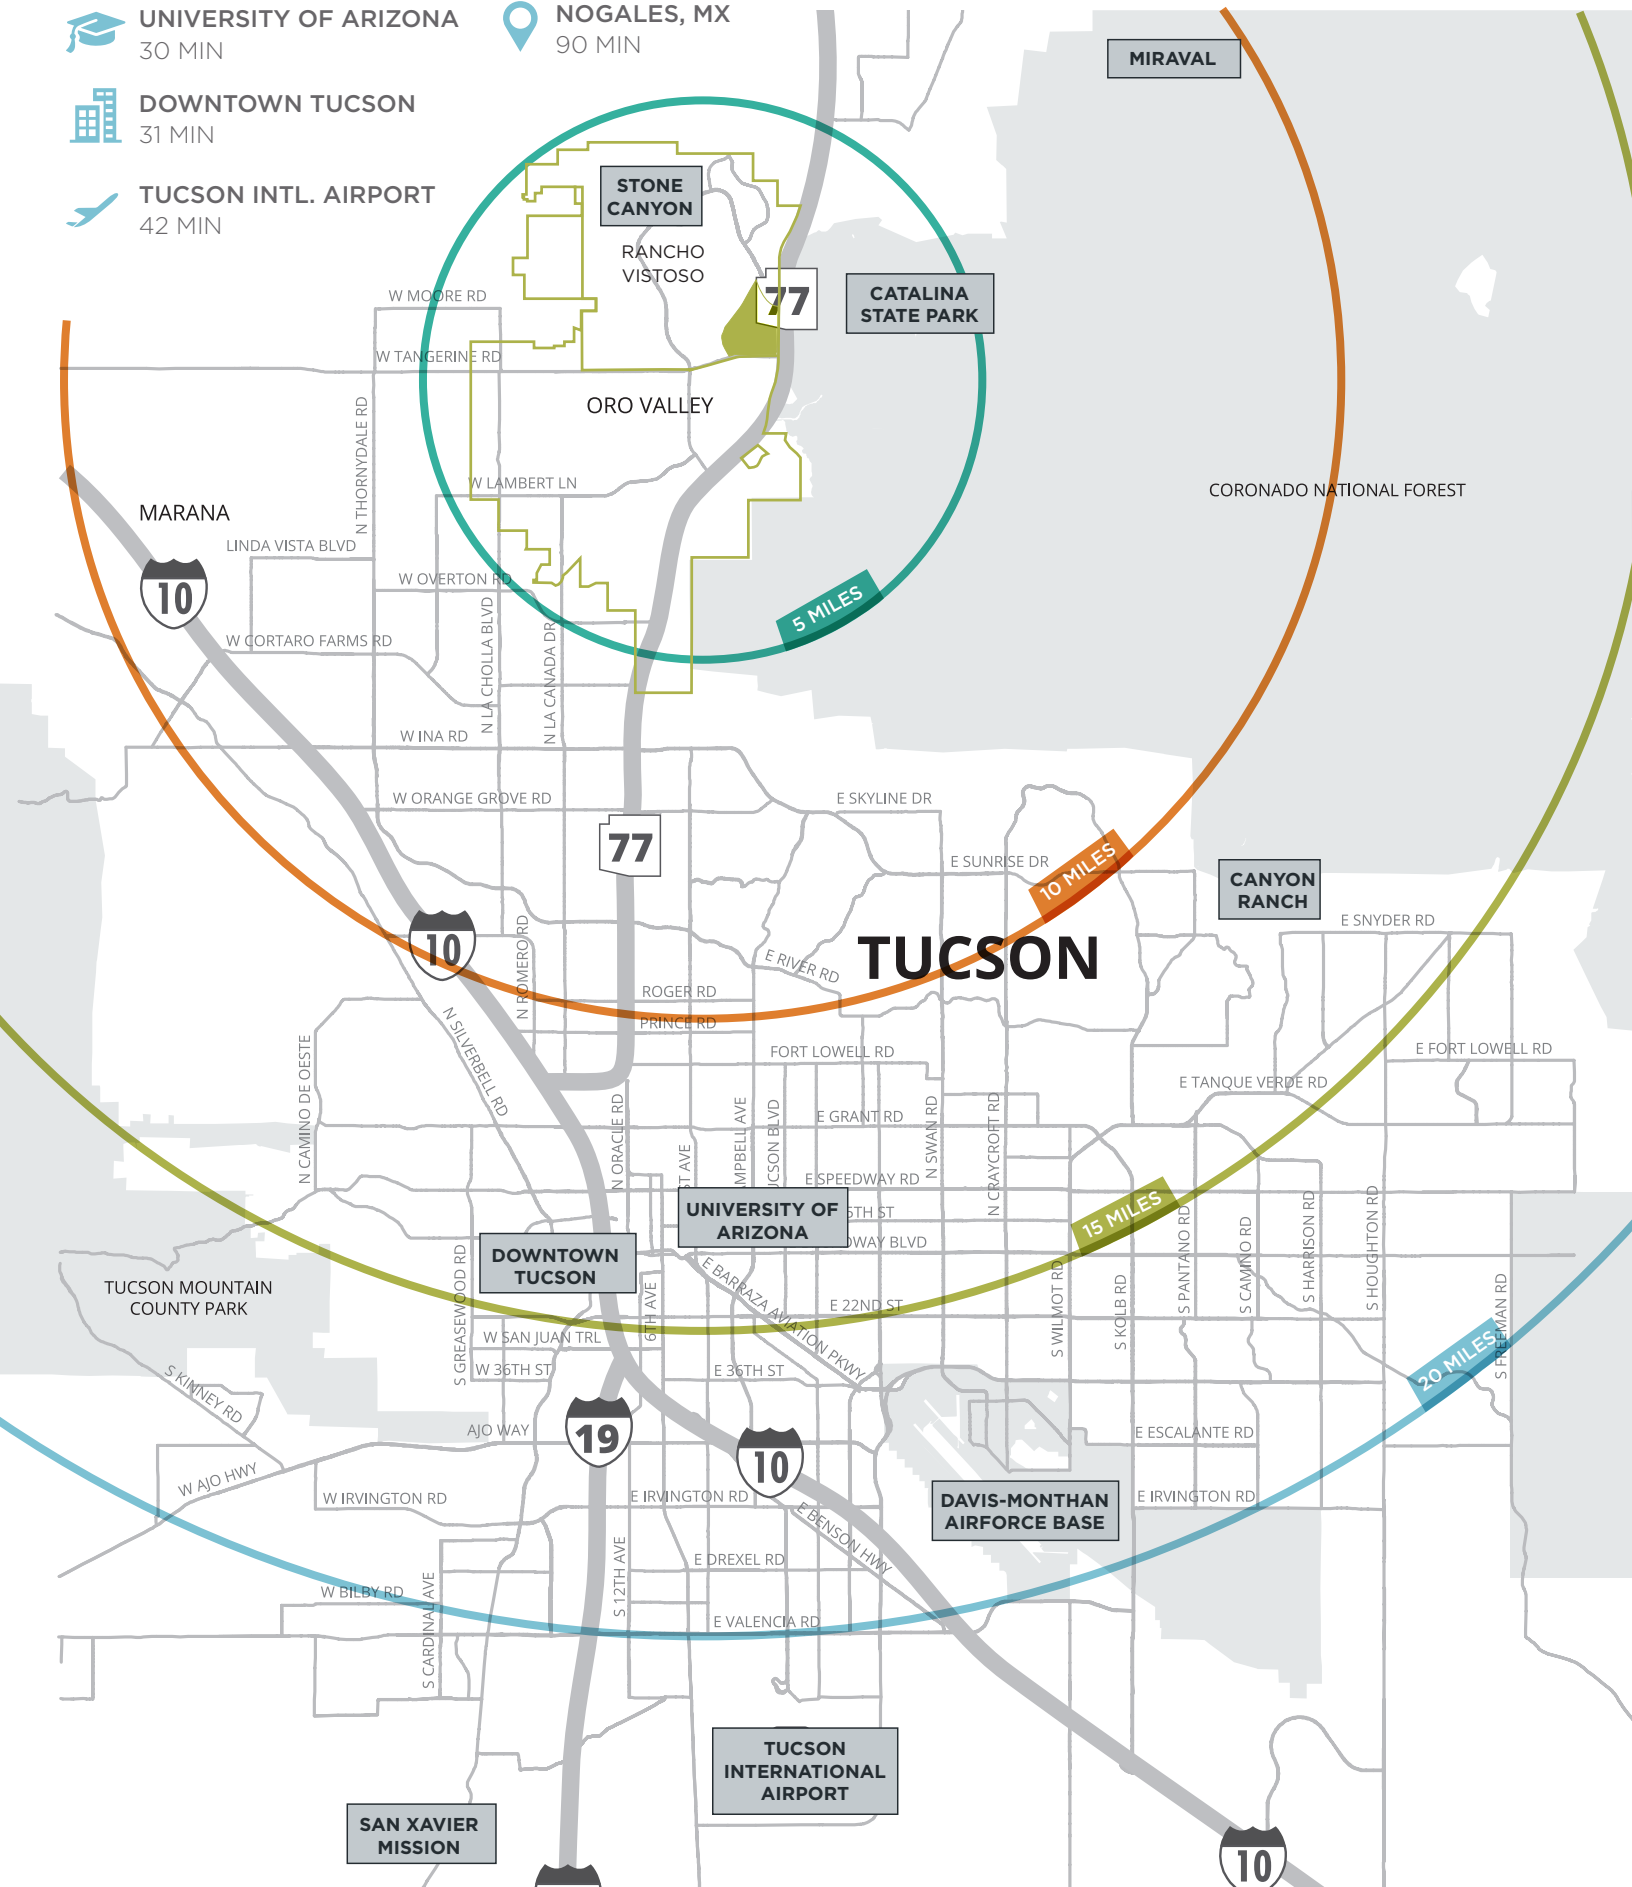 UNIVERSITY OF ARIZONA
30 MIN
NOGALES, MX
90 MIN
DOWNTOWN TUCSON
31 MIN
TUCSON INTL. AIRPORT
42 MIN
MIRAVAL
STONE
CANYON
RANCHO
VISTOSO
77
CATALINA
STATE PARK
W MOORE RD
W TANGERINE RD
ORO VALLEY
N THORNYDALE RD
W LAMBERT LN
CORONADO NATIONAL FOREST
MARANA
LINDA VISTA BLVD
10
W OVERTON RD
5 MILES
W CORTARO FARMS RD
N LA CHOLLA BLVD
N LA CANADA DR
W INA RD
W ORANGE GROVE RD
E SKYLINE DR
77
E SUNRISE DR
10 MILES
CANYON
RANCH
E SNYDER RD
10
N ROMERO RD
TUCSON
E RIVER RD
ROGER RD
PRINCE RD
N SILVERBELL RD
FORT LOWELL RD
E FORT LOWELL RD
N CAMINO DE OESTE
E TANQUE VERDE RD
N ORACLE RD
ST AVE
MPBELL AVE
UCSON BLVD
E GRANT RD
N SWAN RD
N CRAYCROFT RD
E SPEEDWAY RD
UNIVERSITY OF
ARIZONA
5TH ST
DWAY BLVD
15 MILES
S PANTANO RD
S CAMINO RD
S HARRISON RD
S HOUGHTON RD
DOWNTOWN
TUCSON
TUCSON MOUNTAIN
COUNTY PARK
S GREASEWOOD RD
E BARRAZA AVIATION PKWY
6TH AVE
E 22ND ST
S WILMOT RD
S KOLB RD
S FREEMAN RD
W SAN JUAN TRL
W 36TH ST
E 36TH ST
20 MILES
S KINNEY RD
AJO WAY
19
10
E ESCALANTE RD
W AJO HWY
W IRVINGTON RD
E IRVINGTON RD
E BENSON HWY
DAVIS-MONTHAN
AIRFORCE BASE
E IRVINGTON RD
S 12TH AVE
E DREXEL RD
W BILBY RD
S CARDINAL AVE
E VALENCIA RD
TUCSON
INTERNATIONAL
AIRPORT
SAN XAVIER
MISSION
10